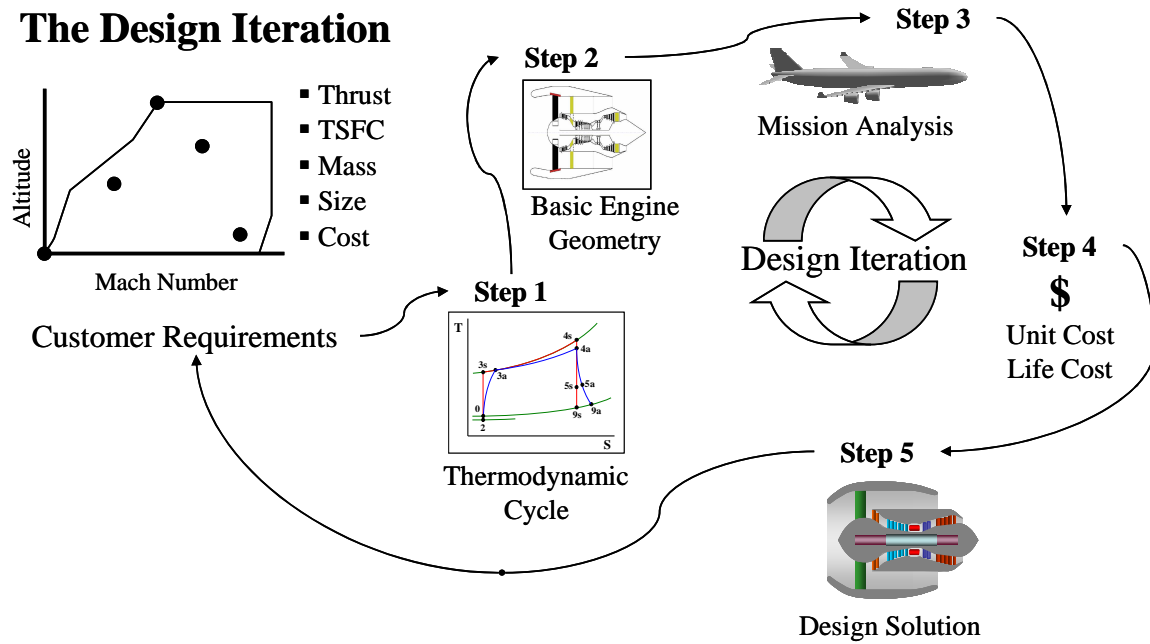 The Design Iteration
Altitude
Mach Number
▪ Thrust
▪ TSFC
▪ Mass
▪ Size
▪ Cost
Customer Requirements
Step 1
T
3s
3a
4s
4a
5s
5a
0
2
9s
9a
S
Thermodynamic
Cycle
Step 2
Basic Engine
Geometry
Step 3
Mission Analysis
Design Iteration
Step 4
$
Unit Cost
Life Cost
Step 5
Design Solution